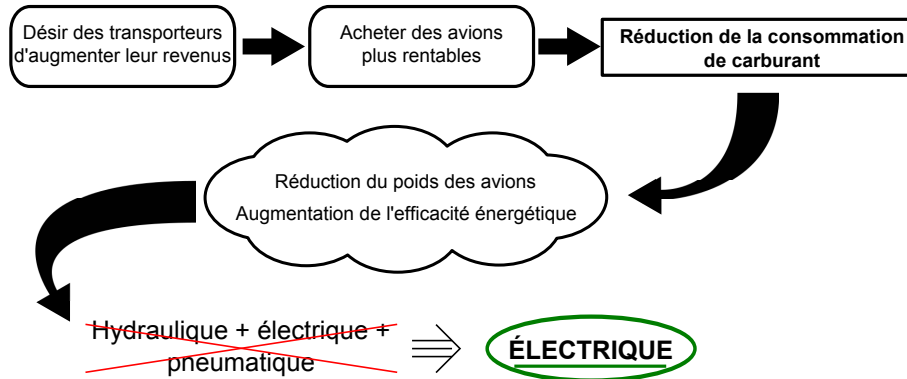 Désir des transporteurs
d'augmenter leur revenus
Acheter des avions
plus rentables
Réduction de la consommation
de carburant
Réduction du poids des avions
Augmentation de l'efficacité énergétique
Hydraulique + électrique +
pneumatique
ÉLECTRIQUE